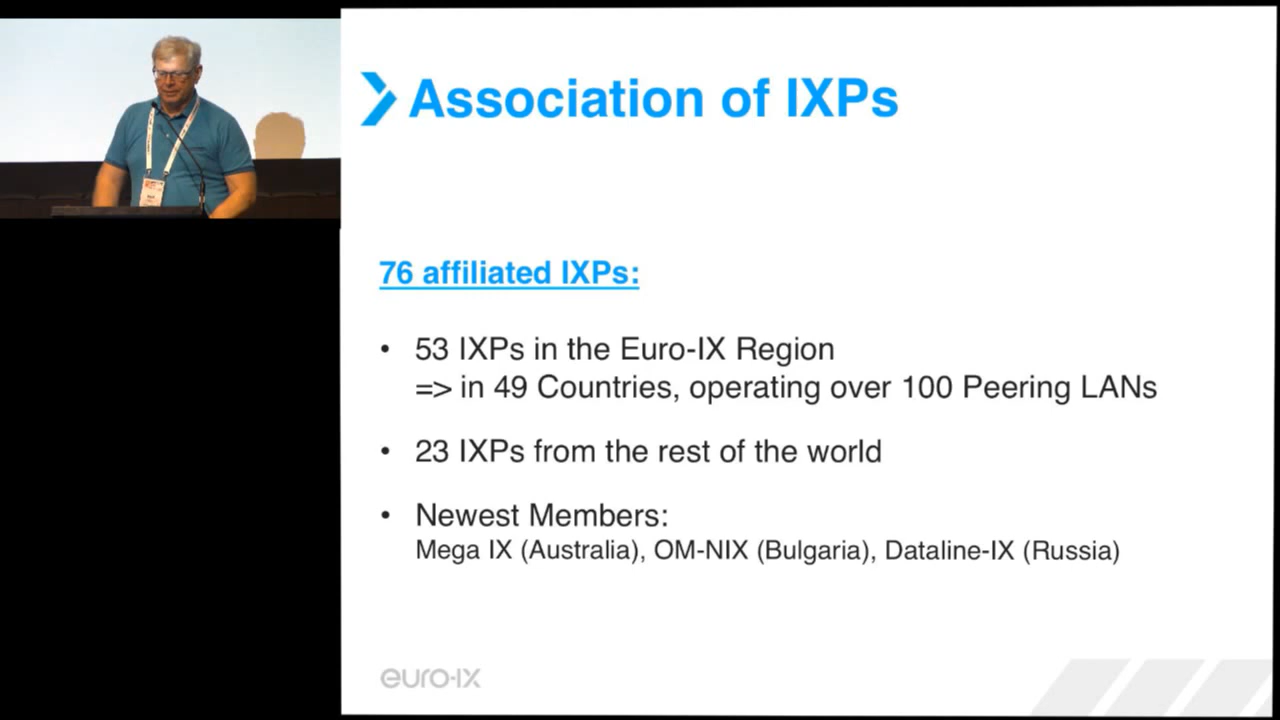 Association of IXPs
76 affiliated IXPs:
• 53 IXPs in the Euro-IX Region
=> in 49 Countries, operating over 100 Peering LANs
• 23 IXPs from the rest of the world
• Newest Members:
Mega IX (Australia), OM-NIX (Bulgaria), Dataline-IX (Russia)
euro-ix